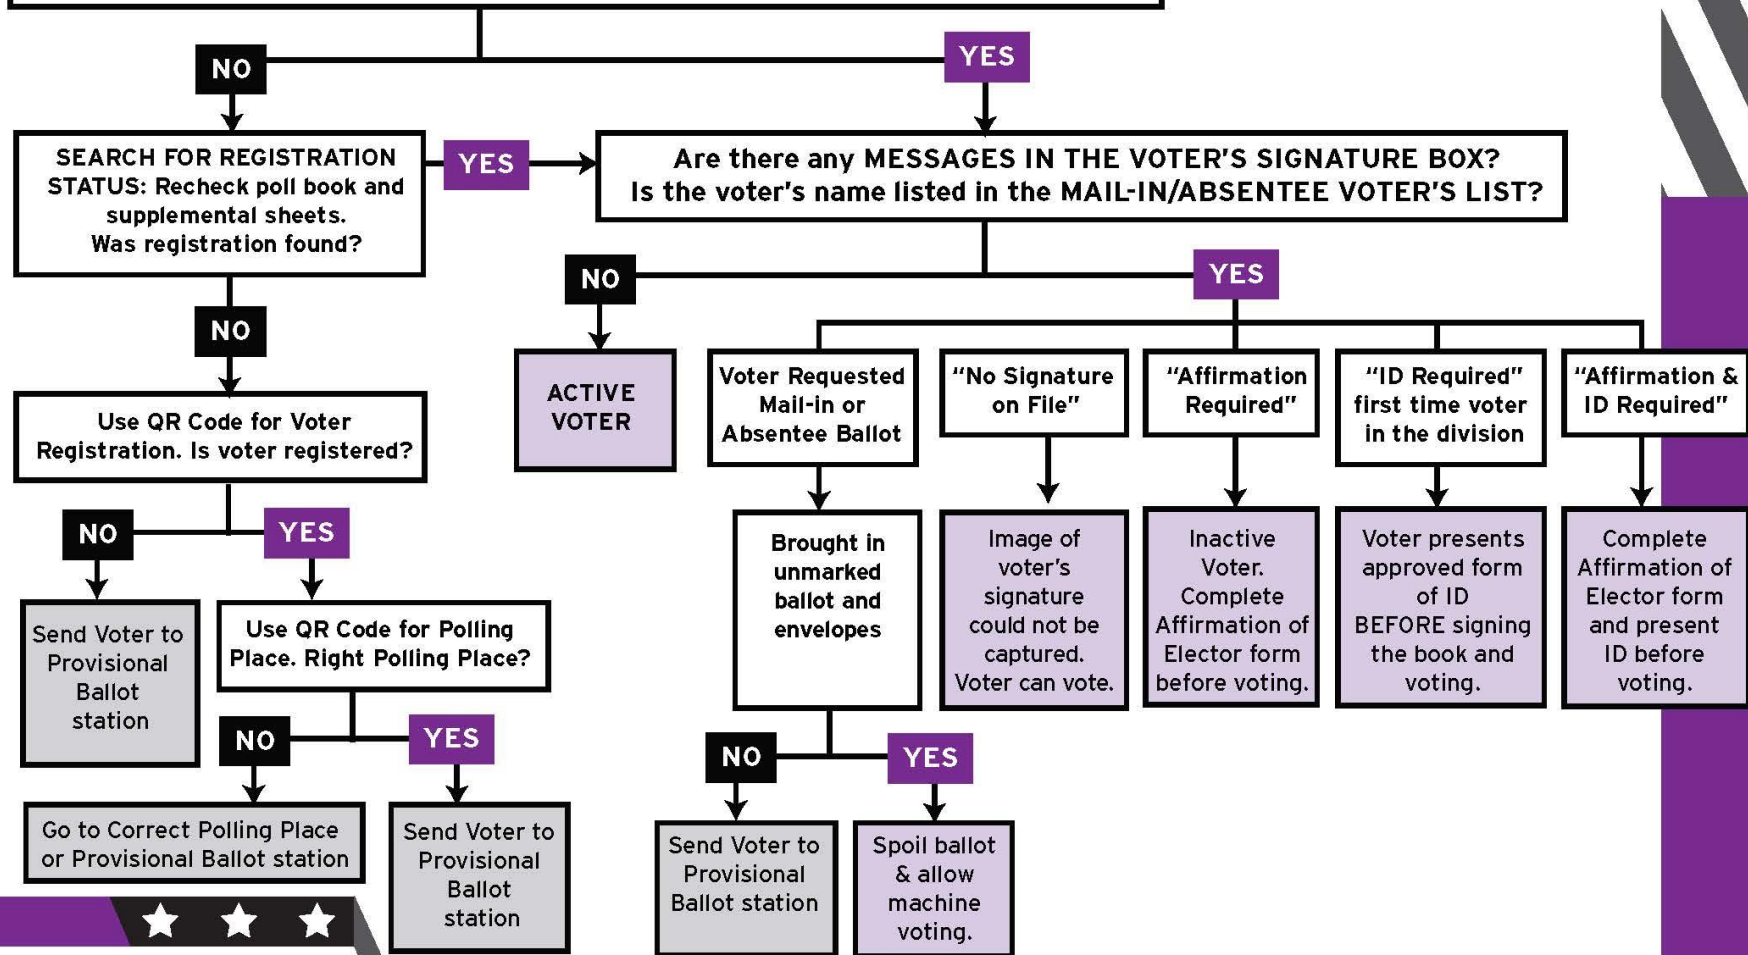 NO
YES
SEARCH FOR REGISTRATION
STATUS: Recheck poll book and
supplemental sheets.
Was registration found?
YES
Are there any MESSAGES IN THE VOTER'S SIGNATURE BOX?
Is the voter's name listed in the MAIL-IN/ABSENTEE VOTER'S LIST?
NO
YES
NO
ACTIVE
VOTER
Voter Requested
Mail-in or
Absentee Ballot
"No Signature
on File"
"Affirmation
Required"
"ID Required"
first time voter
in the division
"Affirmation &
ID Required"
Use QR Code for Voter
Registration. Is voter registered?
NO
YES
Brought in
unmarked
ballot and
envelopes
Image of
voter's
signature
could not be
captured.
Voter can vote.
Inactive
Voter.
Complete
Affirmation of
Elector form
before voting.
Voter presents
approved form
of ID
BEFORE signing
the book and
voting.
Complete
Affirmation of
Elector form
and present
ID before
voting.
Send Voter to
Provisional
Ballot
station
Use QR Code for Polling
Place. Right Polling Place?
NO
YES
NO
YES
Go to Correct Polling Place
or Provisional Ballot station
Send Voter to
Provisional
Ballot
station
Send Voter to
Provisional
Ballot station
Spoil ballot
& allow
machine
voting.